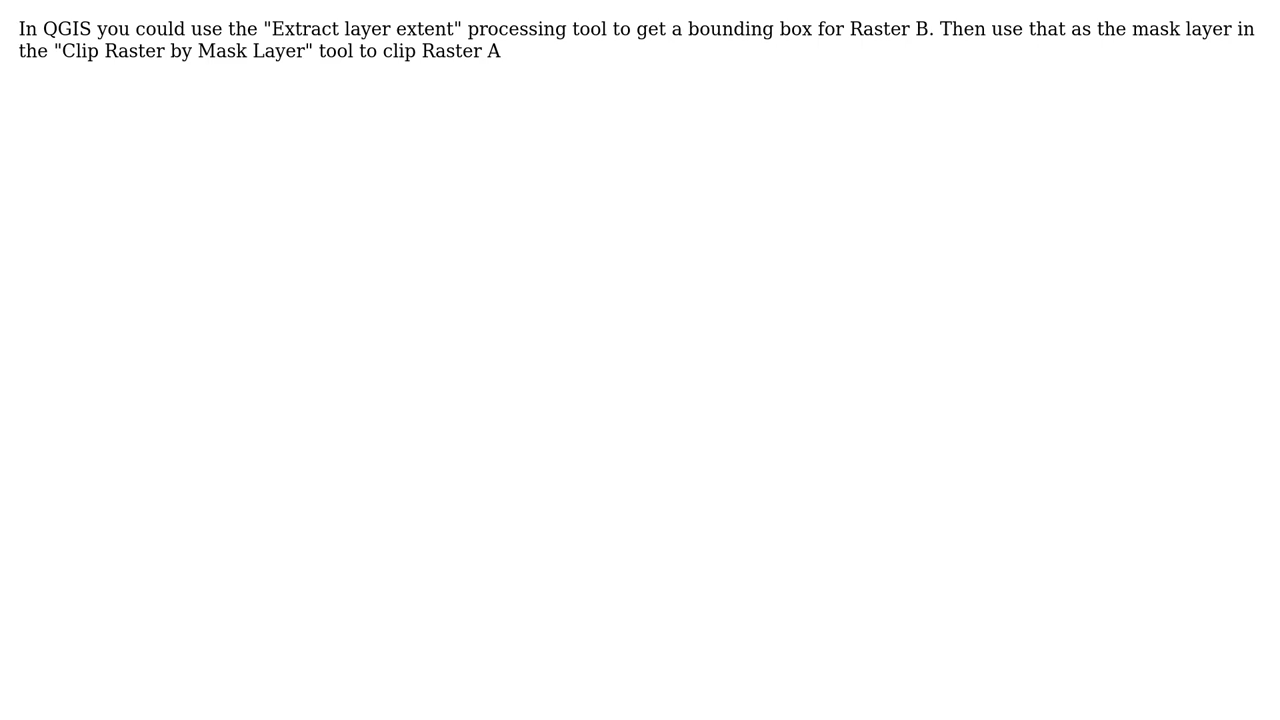 In QGIS you could use the "Extract layer extent" processing tool to get a bounding box for Raster B. Then use that as the mask layer in
the "Clip Raster by Mask Layer" tool to clip Raster A